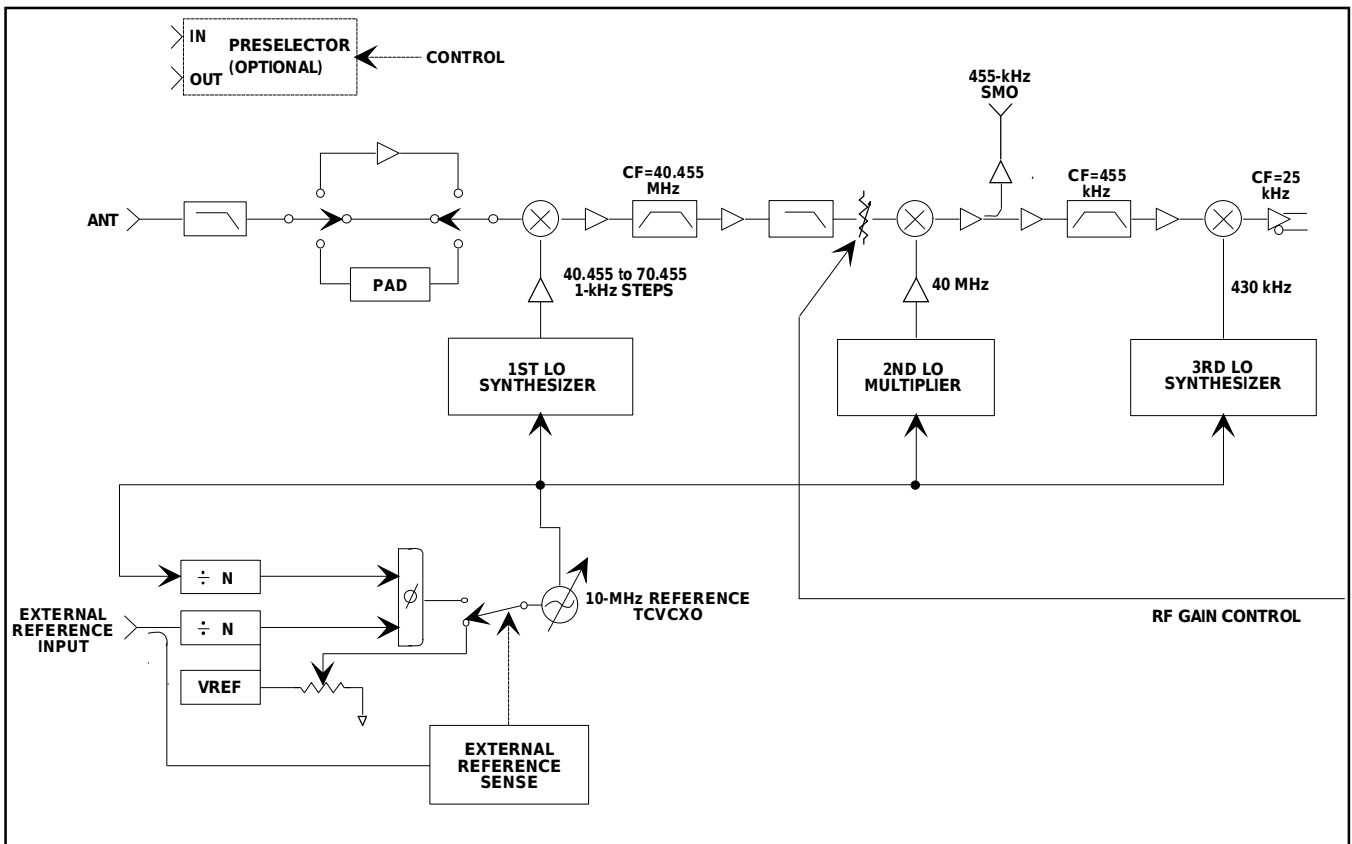 IN
PRESELECTOR
(OPTIONAL)
OUT
CONTROL
455-kHz
SMO
CF=40.455
MHz
CF=455
kHz
CF=25
kHz
ANT
PAD
40.455 to 70.455
1-kHz STEPS
40 MHz
430 kHz
1ST LO
SYNTHESIZER
2ND LO
MULTIPLIER
3RD LO
SYNTHESIZER
÷ N
ϕ
10-MHz REFERENCE
TCVCXO
EXTERNAL
REFERENCE
INPUT
÷ N
RF GAIN CONTROL
VREF
EXTERNAL
REFERENCE
SENSE